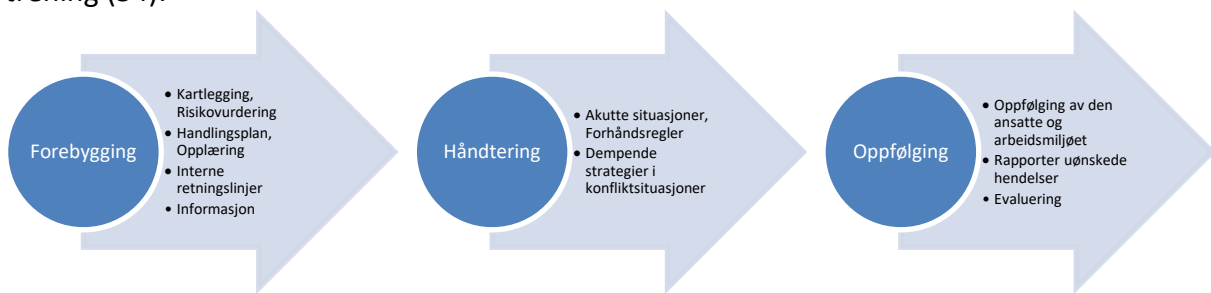 trening (34).
Forebygging
• Kartlegging,
Risikovurdering
• Handlingsplan,
Opplæring
• Interne
retningslinjer
• Informasjon
Håndtering
• Akutte situasjoner,
Forhåndsregler
• Dempende
strategier i
konfliktsituasjoner
Oppfølging
• Oppfølging av den
ansatte og
arbeidsmiljøet
• Rapporter uønskede
hendelser
• Evaluering